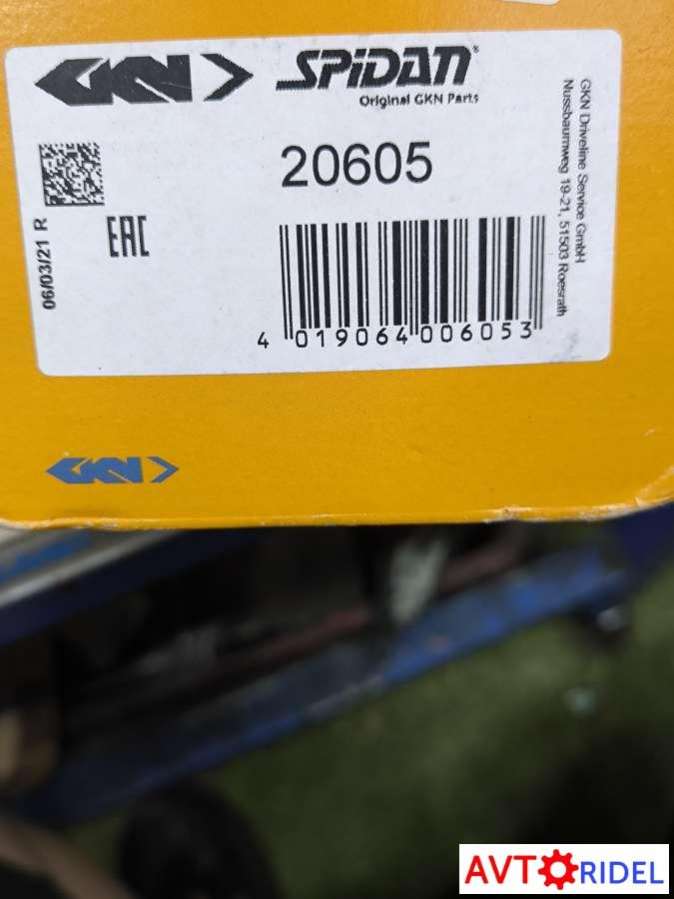 GKN SPiDAN
Original GKN Parts
20605
EAC
06/03/21 R
4 019064 006053
GKN Driveline Service GmbH
Nussbaumweg 19-21, 51503 Roesrath
GKN
AVTORIDEL